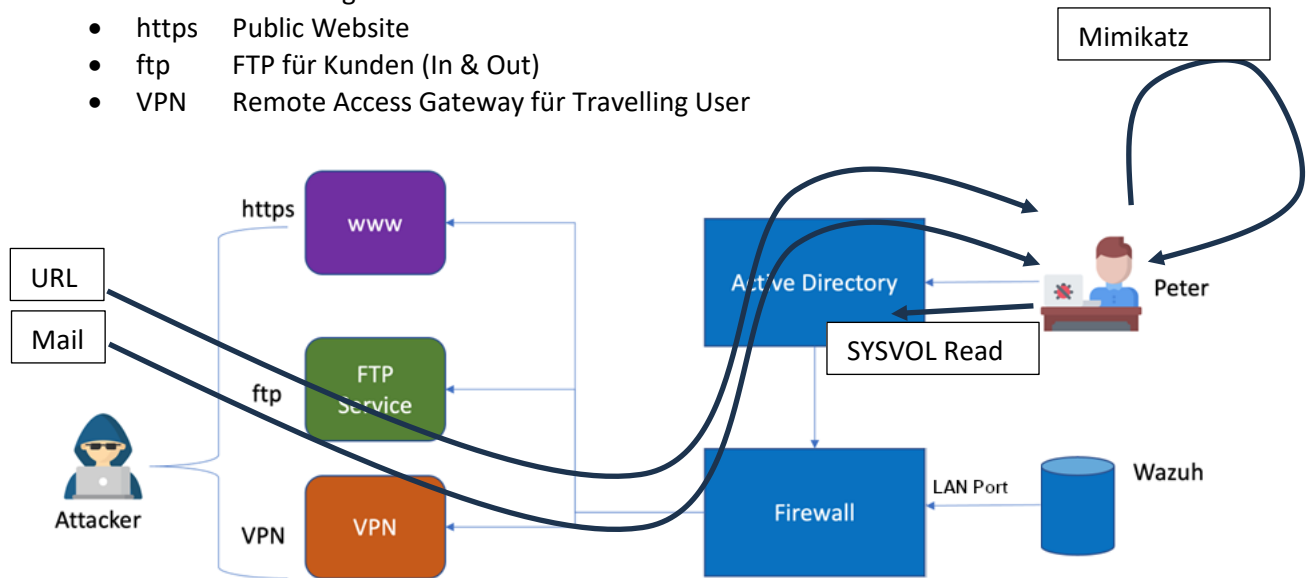 • https Public Website
• ftp FTP für Kunden (In & Out)
• VPN Remote Access Gateway für Travelling User
Mimikatz
https
www
URL
Active Directory
Peter
Mail
SYSVOL Read
ftp
FTP
Service
Attacker
VPN
VPN
Firewall
LAN Port
Wazuh